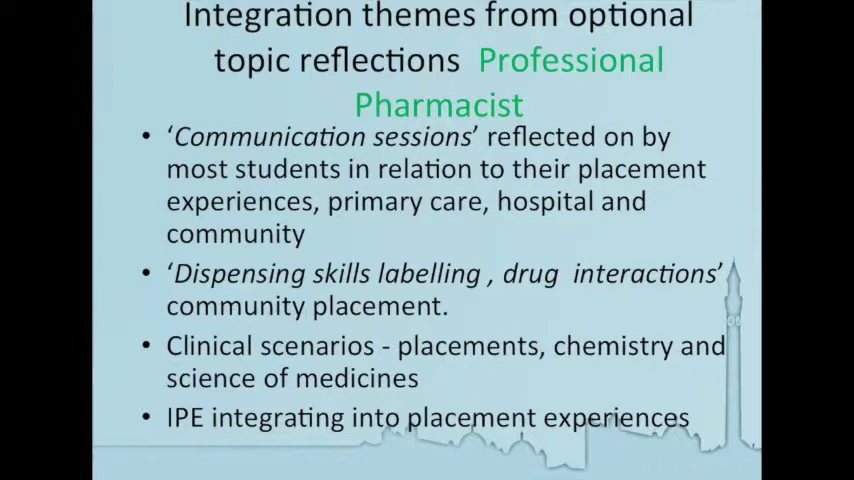 Integration themes from optional
topic reflections Professional
Pharmacist
• ‘Communication sessions’ reflected on by
most students in relation to their placement
experiences, primary care, hospital and
community
• ‘Dispensing skills labelling , drug interactions’
community placement.
• Clinical scenarios - placements, chemistry and
science of medicines
• IPE integrating into placement experiences